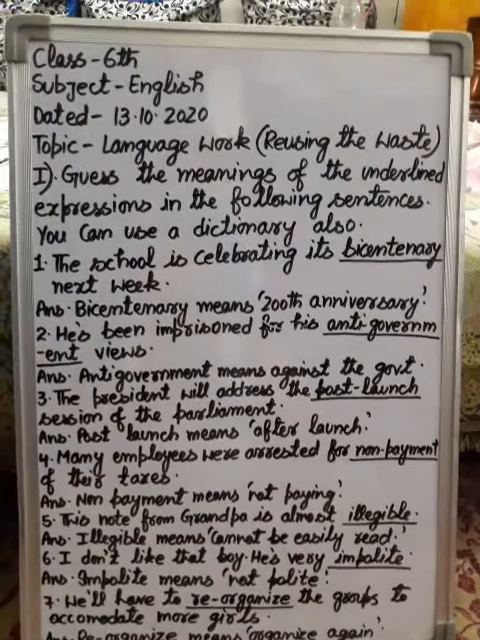 Class-6th
Subject-English
Dated- 13.10.2020
Topic- Language work (Reusing the waste)
I). Guess the meanings of the underlined
expressions in the following sentences.
You can use a dictionary also.
1. The school is celebrating its bicentenary
next week.
Ans. Bicentenary means '200th anniversary.'
2. He's been imprisoned for his anti governm
-ent views.
Ans. Antigovernment means against the govt.
3. The president will address the post-launch
session of the parliament.
Ans. Post launch means 'after launch.'
4. Many employees were arrested for non-payment
of their taxes.
Ans. Non payment means 'not paying.'
5. This note from Grandpa is almost illegible.
Ans. Illegible means 'cannot be easily read.'
6. I don't like that boy. He's very impolite.
Ans. Impolite means 'not polite.'
7. We'll have to re-organize the groups to
accomodate more girls.
Ans. Re-organize means 'organize again'